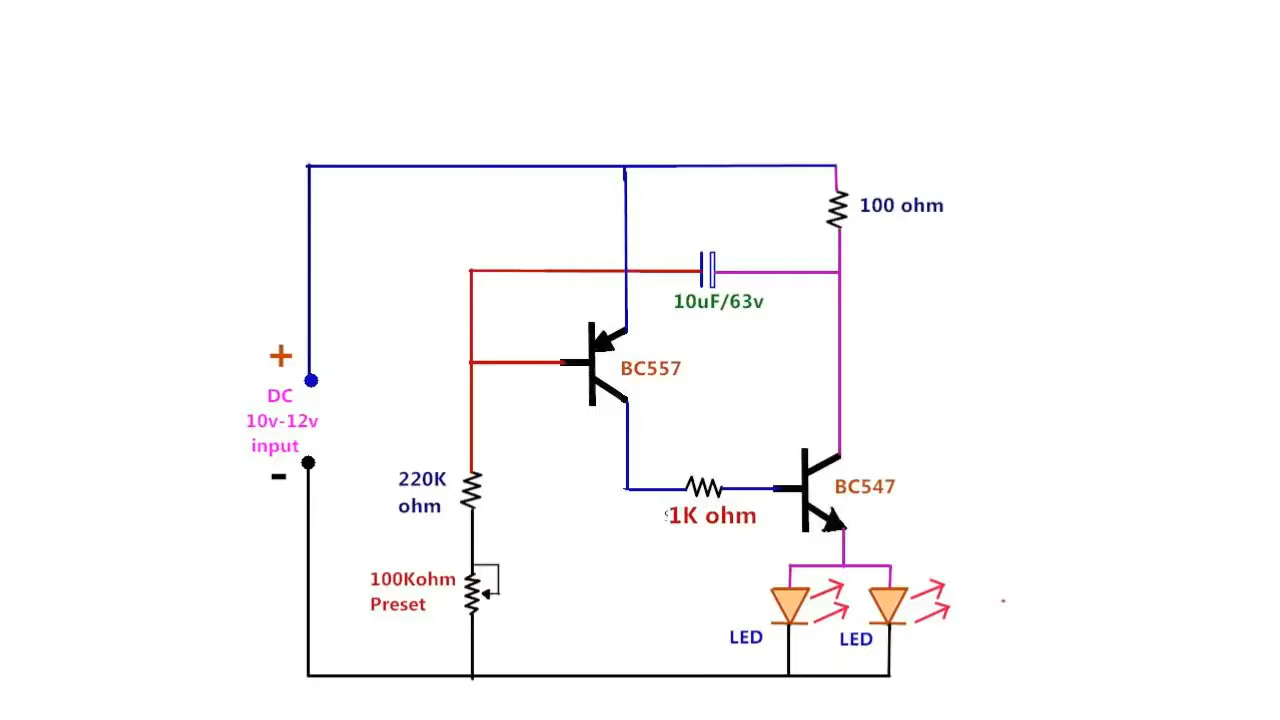 100 ohm
10uF/63v
+
BC557
DC
10v-12v
input
-
220K
ohm
BC547
1K ohm
100Kohm
Preset
LED
LED